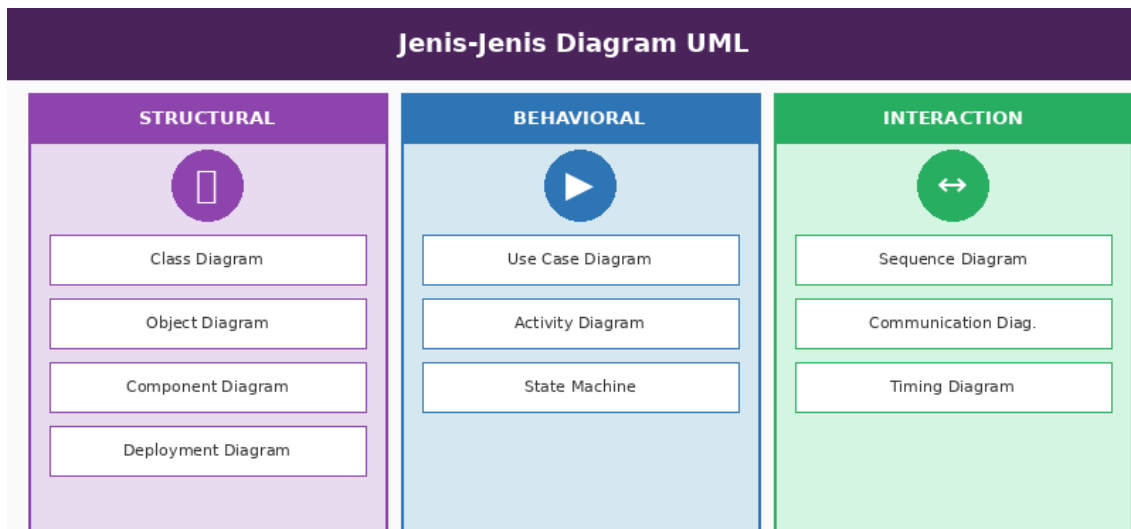 Jenis-Jenis Diagram UML
STRUCTURAL
Class Diagram
Object Diagram
Component Diagram
Deployment Diagram
BEHAVIORAL
Use Case Diagram
Activity Diagram
State Machine
INTERACTION
Sequence Diagram
Communication Diag.
Timing Diagram